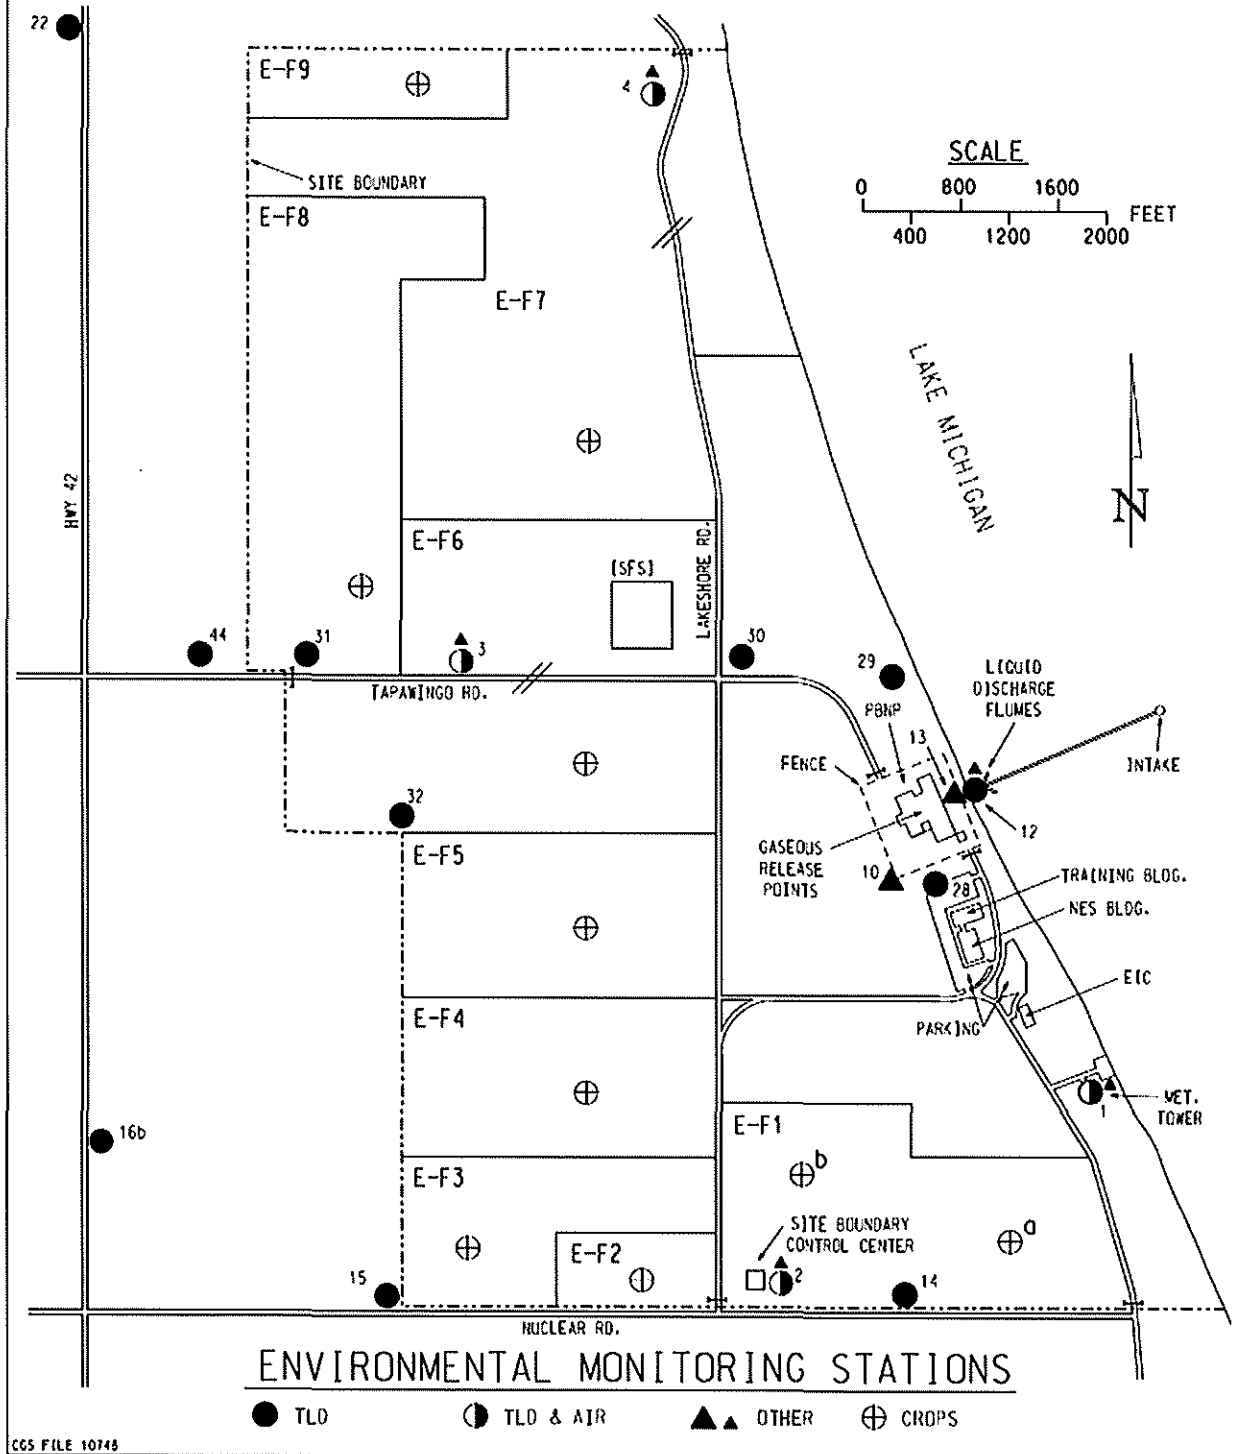 22
E-F9
4
SCALE
0 800 1600
FEET
400 1200 2000
SITE BOUNDARY
E-F8
E-F7
LAKE MICHIGAN
HWY 42
N
E-F6
[SFS]
LAKESHORE RD.
44
31
3
30
29
TAPAWINGO RD.
LIQUID
DISCHARGE
FLUMES
PBNP
13
FENCE
INTAKE
32
12
GASEOUS
RELEASE
POINTS
E-F5
10
28
TRAINING BLDG.
NES BLDG.
EIC
E-F4
PARKING
1
MET.
TOWER
E-F1
16b
b
E-F3
a
SITE BOUNDARY
CONTROL CENTER
E-F2
2
15
14
NUCLEAR RD.
ENVIRONMENTAL MONITORING STATIONS
TLD
TLD & AIR
OTHER
CROPS
CGS FILE 10748